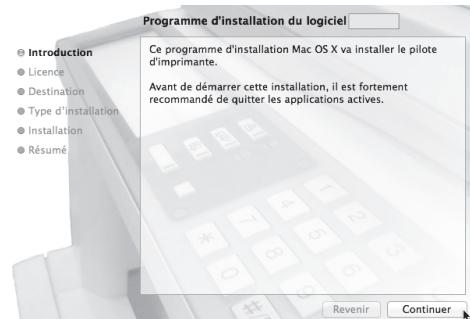 Programme d'installation du logiciel
Introduction
Licence
Destination
Type d'installation
Installation
Résumé
Ce programme d'installation Mac OS X va installer le pilote
d'imprimante.
Avant de démarrer cette installation, il est fortement
recommandé de quitter les applications actives.
Revenir
Continuer